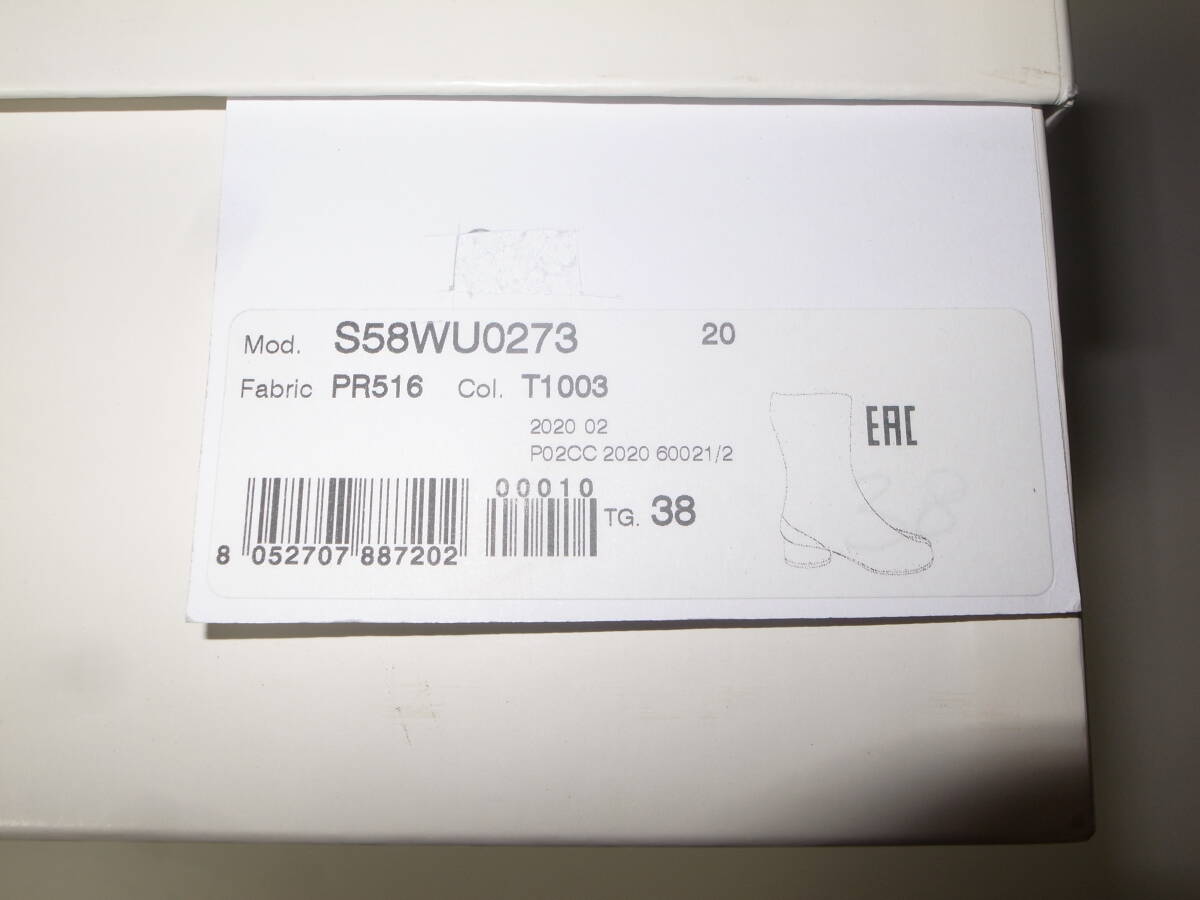 Mod. S58WU0273 20
Fabric PR516 Col. T1003
2020 02
P02CC 2020 60021/2
EAC
00010
TG. 38
8 052707 887202
38